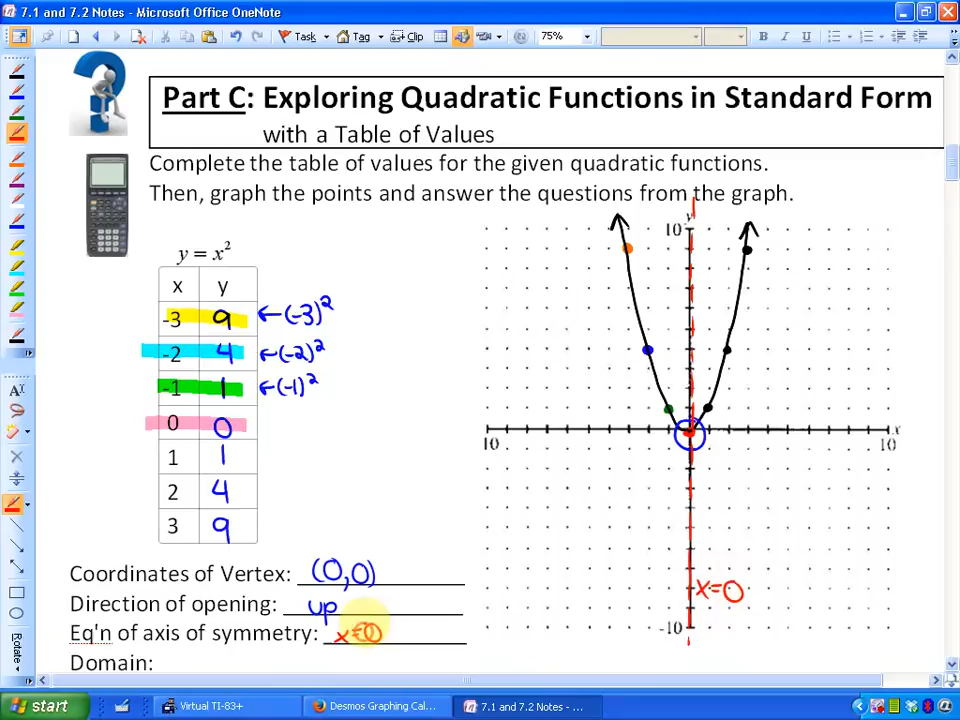 7.1 and 7.2 Notes - Microsoft Office OneNote
Task
Tag
Clip
75%
B I U
Part C: Exploring Quadratic Functions in Standard Form
with a Table of Values
Complete the table of values for the given quadratic functions.
Then, graph the points and answer the questions from the graph.
y = x²
x y
-3 9 ←(-3)²
-2 4 ←(-2)²
-1 1 ←(-1)²
0 0
1 1
2 4
3 9
y
10
x
10
10
-10
x=0
Coordinates of Vertex: (0,0)
Direction of opening: up
Eq'n of axis of symmetry: x=0
Domain:
Rotate
start
Virtual TI-83+
Desmos Graphing Cal...
7.1 and 7.2 Notes - ...